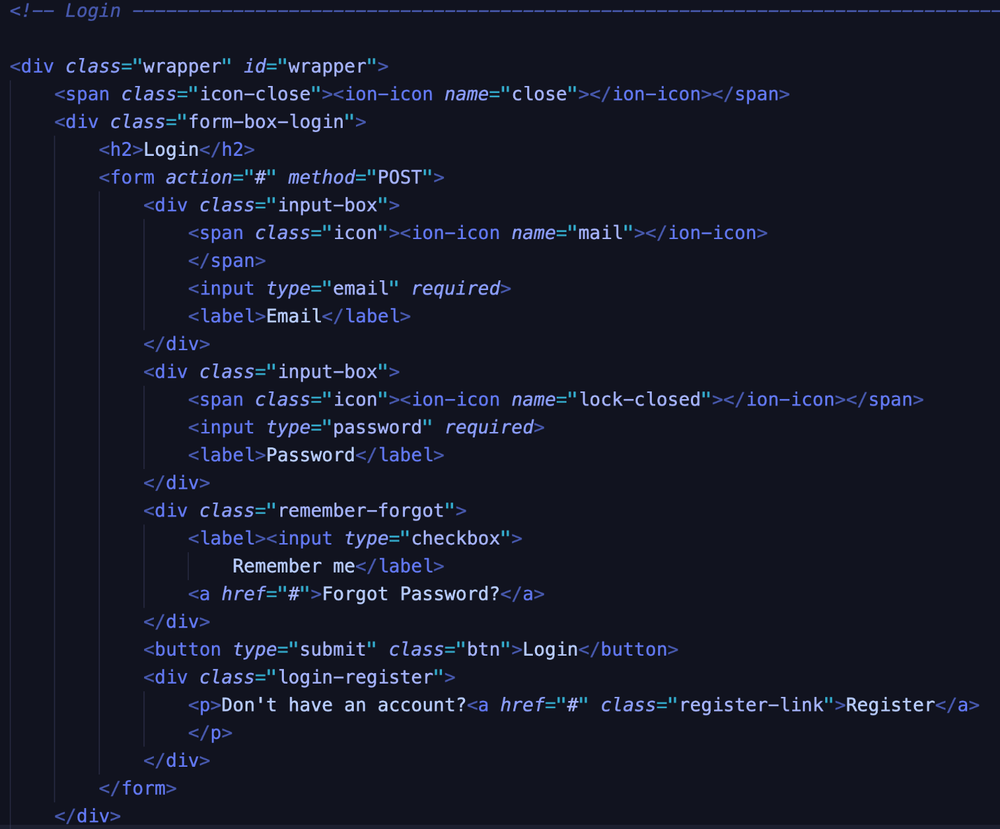 <!-- Login ------------------------------------------------------------------------------
<div class="wrapper" id="wrapper">
    <span class="icon-close"><ion-icon name="close"></ion-icon></span>
    <div class="form-box-login">
        <h2>Login</h2>
        <form action="#" method="POST">
            <div class="input-box">
                <span class="icon"><ion-icon name="mail"></ion-icon>
                </span>
                <input type="email" required>
                <label>Email</label>
            </div>
            <div class="input-box">
                <span class="icon"><ion-icon name="lock-closed"></ion-icon></span>
                <input type="password" required>
                <label>Password</label>
            </div>
            <div class="remember-forgot">
                <label><input type="checkbox">
                    Remember me</label>
                <a href="#">Forgot Password?</a>
            </div>
            <button type="submit" class="btn">Login</button>
            <div class="login-register">
                <p>Don't have an account?<a href="#" class="register-link">Register</a>
                </p>
            </div>
        </form>
    </div>